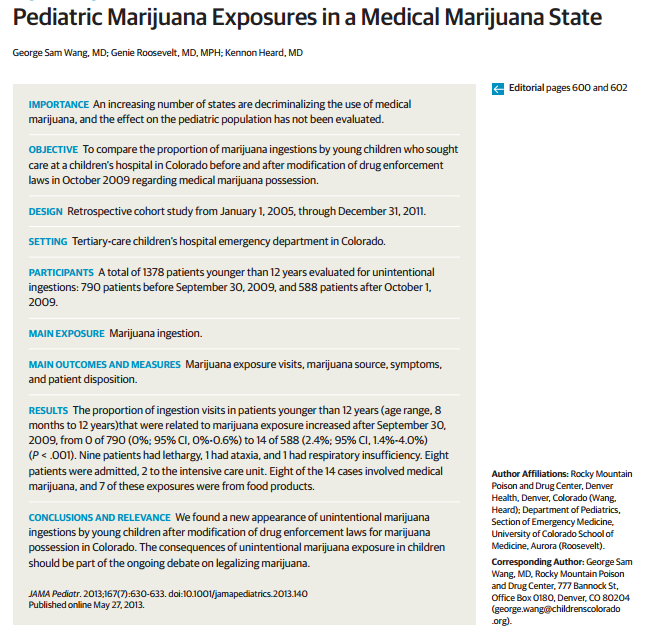 Pediatric Marijuana Exposures in a Medical Marijuana State
George Sam Wang, MD; Genie Roosevelt, MD, MPH; Kennon Heard, MD
IMPORTANCE An increasing number of states are decriminalizing the use of medical
marijuana, and the effect on the pediatric population has not been evaluated.
OBJECTIVE To compare the proportion of marijuana ingestions by young children who sought
care at a children's hospital in Colorado before and after modification of drug enforcement
laws in October 2009 regarding medical marijuana possession.
DESIGN Retrospective cohort study from January 1, 2005, through December 31, 2011.
SETTING Tertiary-care children's hospital emergency department in Colorado.
PARTICIPANTS A total of 1378 patients younger than 12 years evaluated for unintentional
ingestions: 790 patients before September 30, 2009, and 588 patients after October 1,
2009.
MAIN EXPOSURE Marijuana ingestion.
MAIN OUTCOMES AND MEASURES Marijuana exposure visits, marijuana source, symptoms,
and patient disposition.
RESULTS The proportion of ingestion visits in patients younger than 12 years (age range, 8
months to 12 years)that were related to marijuana exposure increased after September 30,
2009, from 0 of 790 (0%; 95% CI, 0%-0.6%) to 14 of 588 (2.4%; 95% CI, 1.4%-4.0%)
(P < .001). Nine patients had lethargy, 1 had ataxia, and 1 had respiratory insufficiency. Eight
patients were admitted, 2 to the intensive care unit. Eight of the 14 cases involved medical
marijuana, and 7 of these exposures were from food products.
CONCLUSIONS AND RELEVANCE We found a new appearance of unintentional marijuana
ingestions by young children after modification of drug enforcement laws for marijuana
possession in Colorado. The consequences of unintentional marijuana exposure in children
should be part of the ongoing debate on legalizing marijuana.
JAMA Pediatr. 2013;167(7):630-633. doi:10.1001/jamapediatrics.2013.140
Published online May 27, 2013.
Editorial pages 600 and 602
Author Affiliations: Rocky Mountain
Poison and Drug Center, Denver
Health, Denver, Colorado (Wang,
Heard); Department of Pediatrics,
Section of Emergency Medicine,
University of Colorado School of
Medicine, Aurora (Roosevelt).
Corresponding Author: George Sam
Wang, MD, Rocky Mountain Poison
and Drug Center, 777 Bannock St,
Office Box 0180, Denver, CO 80204
(george.wang@childrenscolorado
.org).